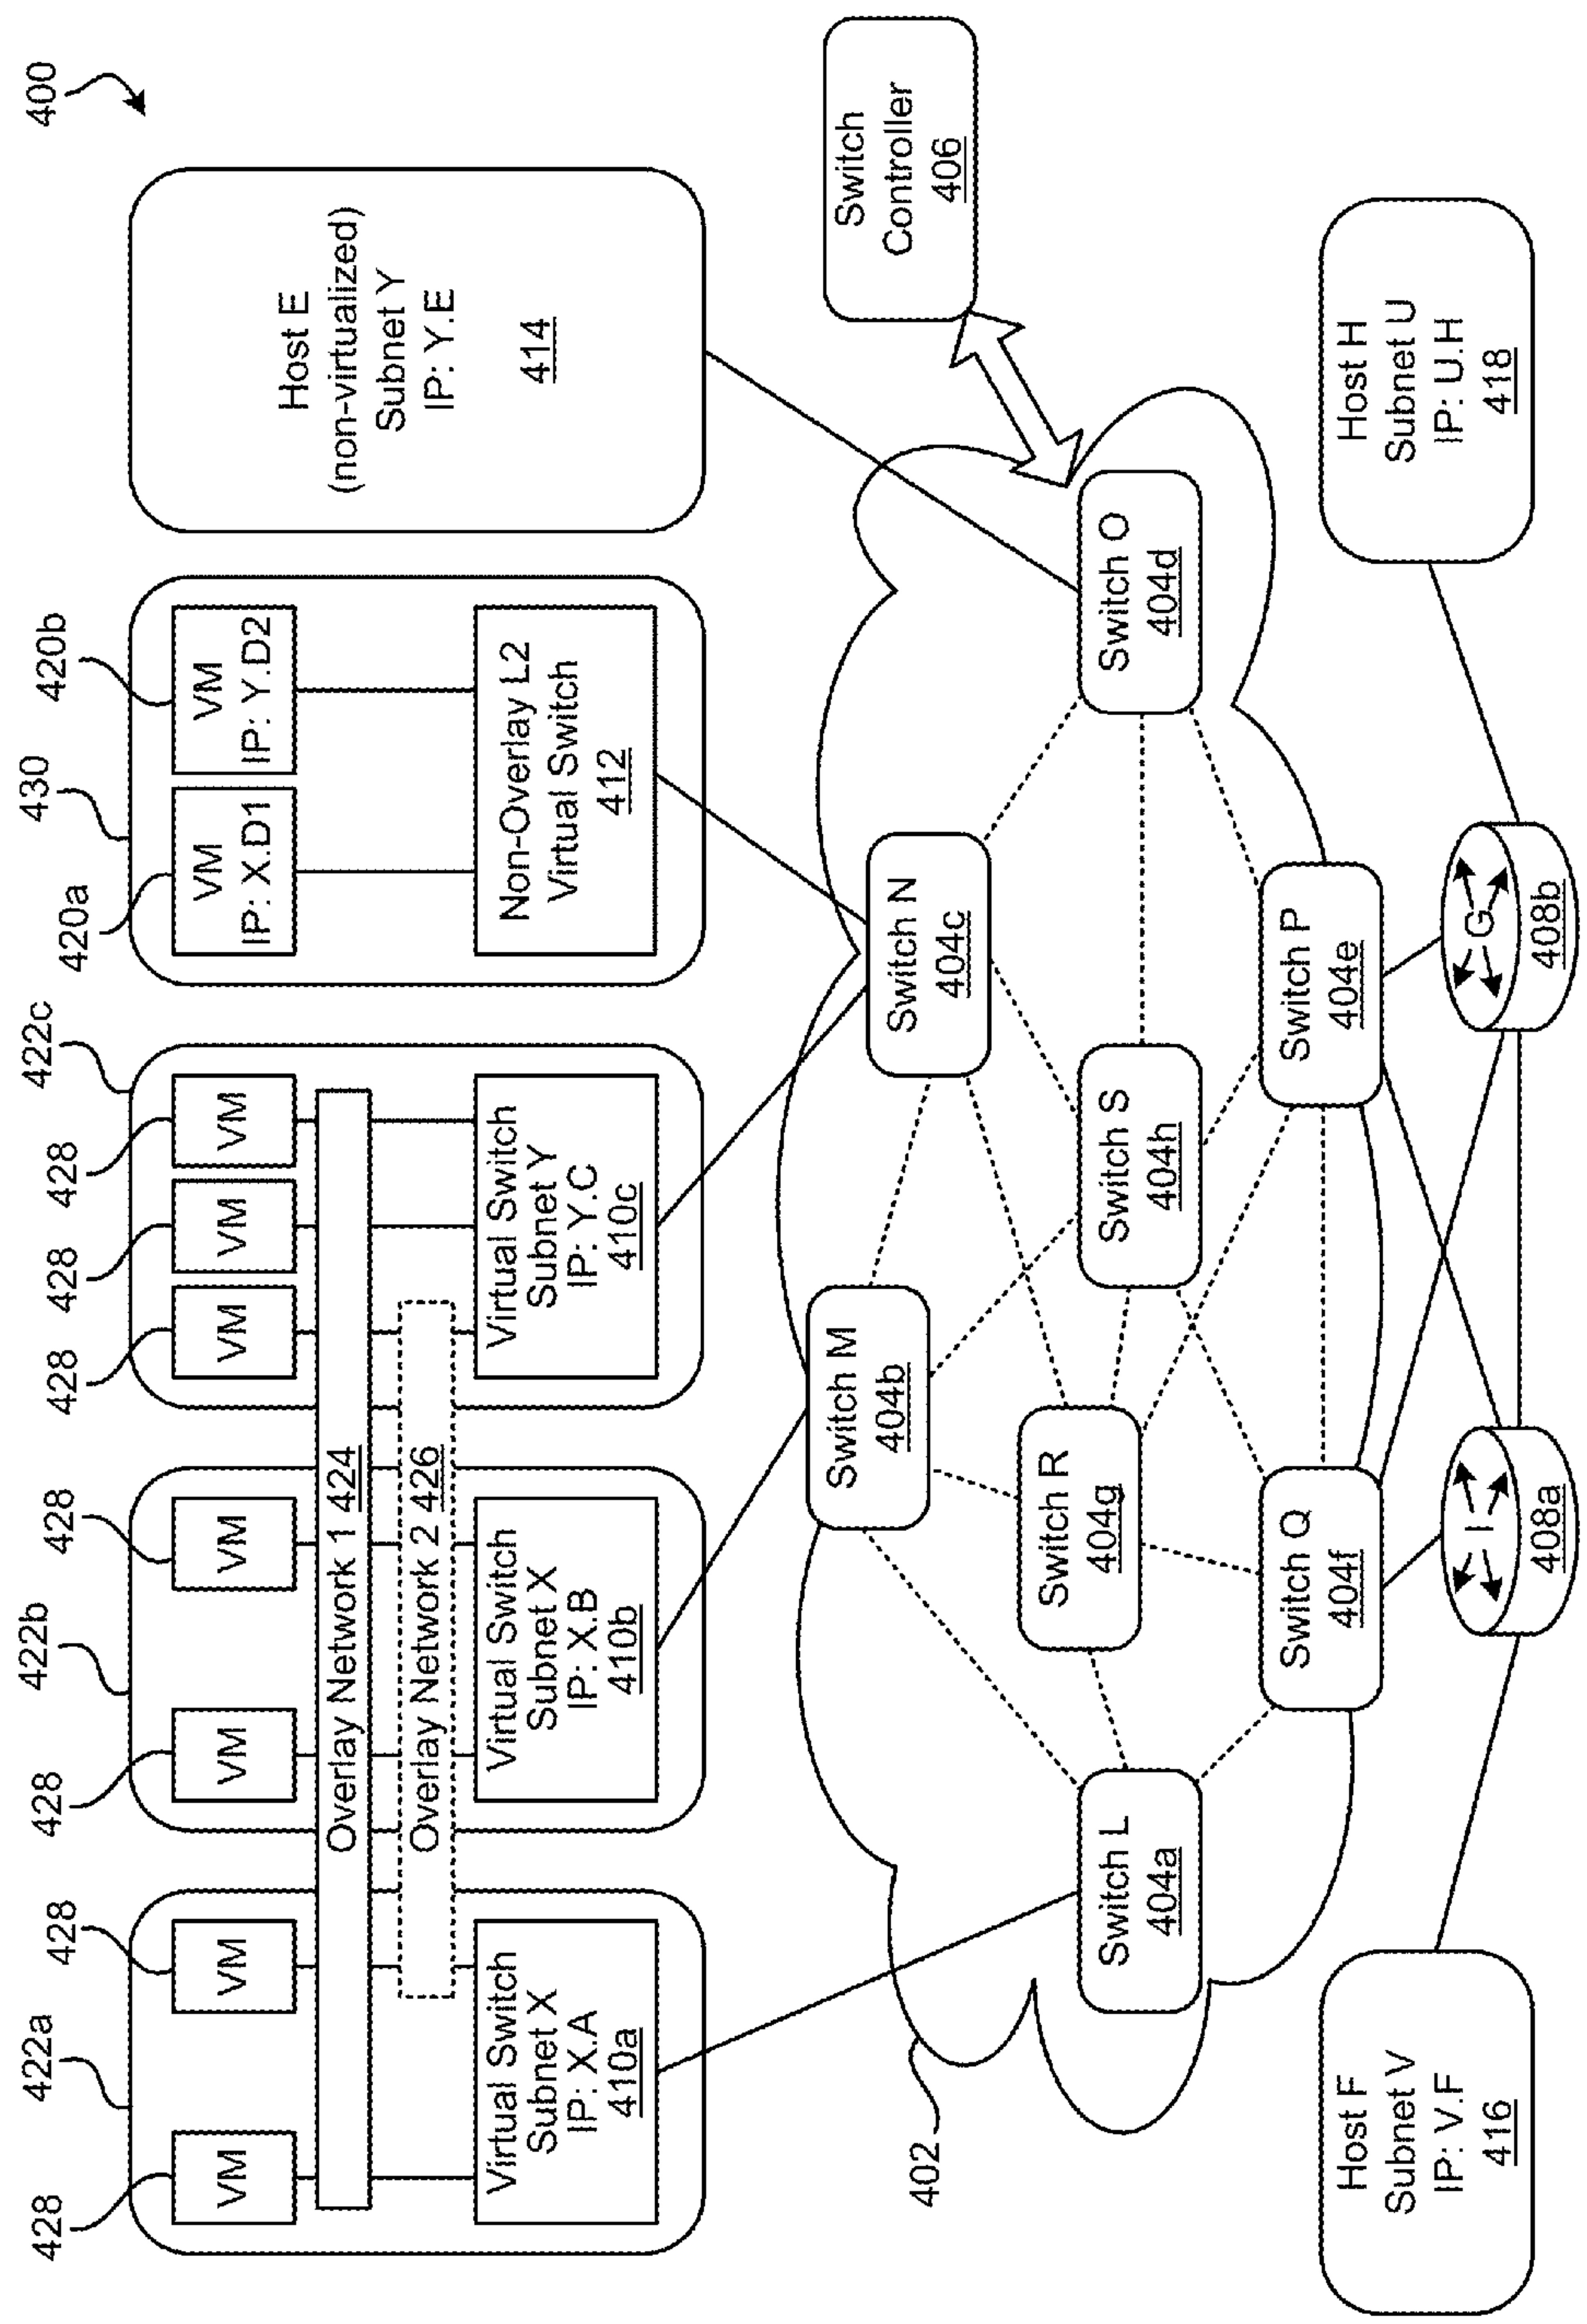 400
422a
422b
422c
430
420a
420b
428
428
428
428
428
428
428
VM
VM
VM
VM
VM
VM
VM
VM
IP: X.D1
VM
IP: Y.D2
Host E
(non-virtualized)
Subnet Y
IP: Y.E
414
Overlay Network 1 424
Overlay Network 2 426
Virtual Switch
Subnet X
IP: X.A
410a
Virtual Switch
Subnet X
IP: X.B
410b
Virtual Switch
Subnet Y
IP: Y.C
410c
Non-Overlay L2
Virtual Switch
412
Switch
Controller
406
402
Switch M
404b
Switch N
404c
Switch R
404g
Switch L
404a
Switch S
404h
Switch O
404d
Switch Q
404f
Switch P
404e
Host F
Subnet V
IP: V.F
416
I
408a
G
408b
Host H
Subnet U
IP: U.H
418